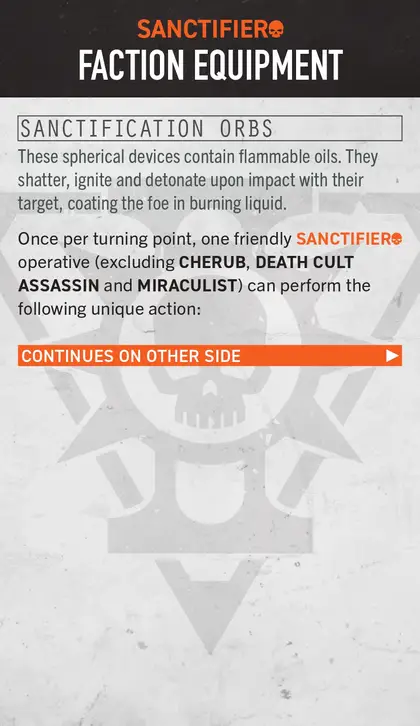 SANCTIFIER
FACTION EQUIPMENT
SANCTIFICATION ORBS
These spherical devices contain flammable oils. They
shatter, ignite and detonate upon impact with their
target, coating the foe in burning liquid.
Once per turning point, one friendly SANCTIFIER
operative (excluding CHERUB, DEATH CULT
ASSASSIN and MIRACULIST) can perform the
following unique action:
CONTINUES ON OTHER SIDE